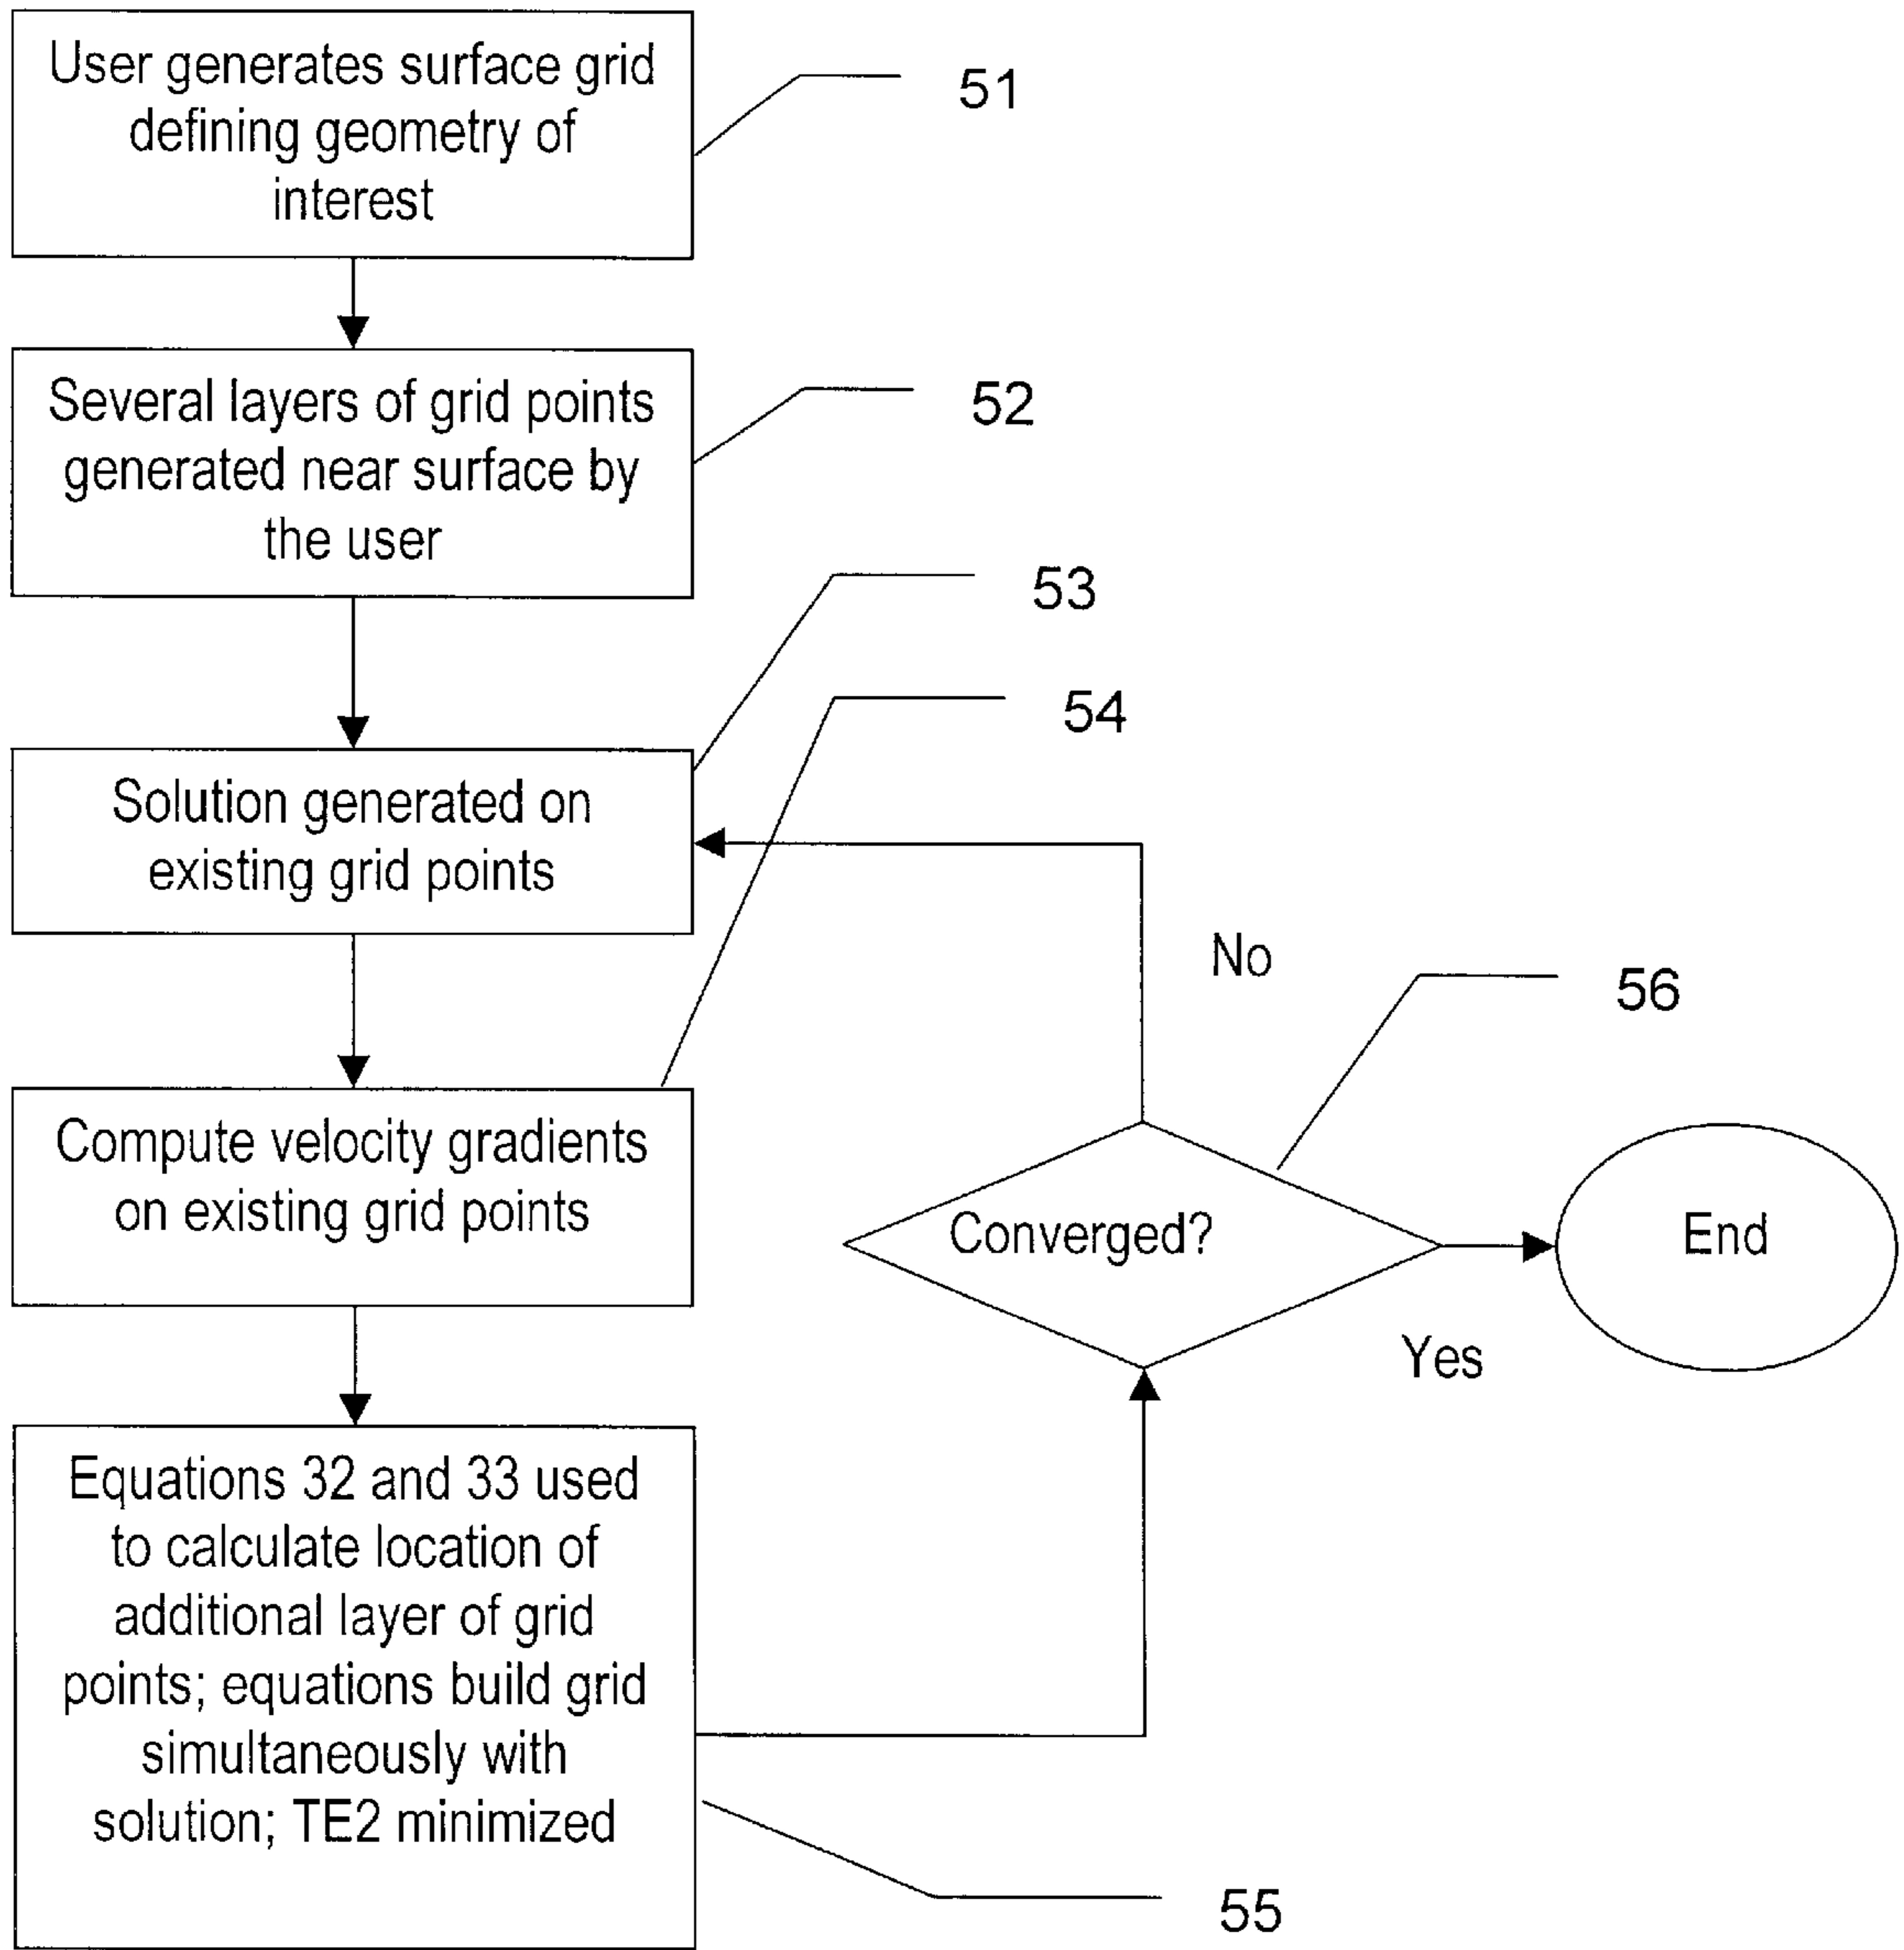 User generates surface grid
defining geometry of
interest
51
Several layers of grid points
generated near surface by
the user
52
53
Solution generated on
existing grid points
54
Compute velocity gradients
on existing grid points
Equations 32 and 33 used
to calculate location of
additional layer of grid
points; equations build grid
simultaneously with
solution; TE2 minimized
55
No
56
Converged?
Yes
End